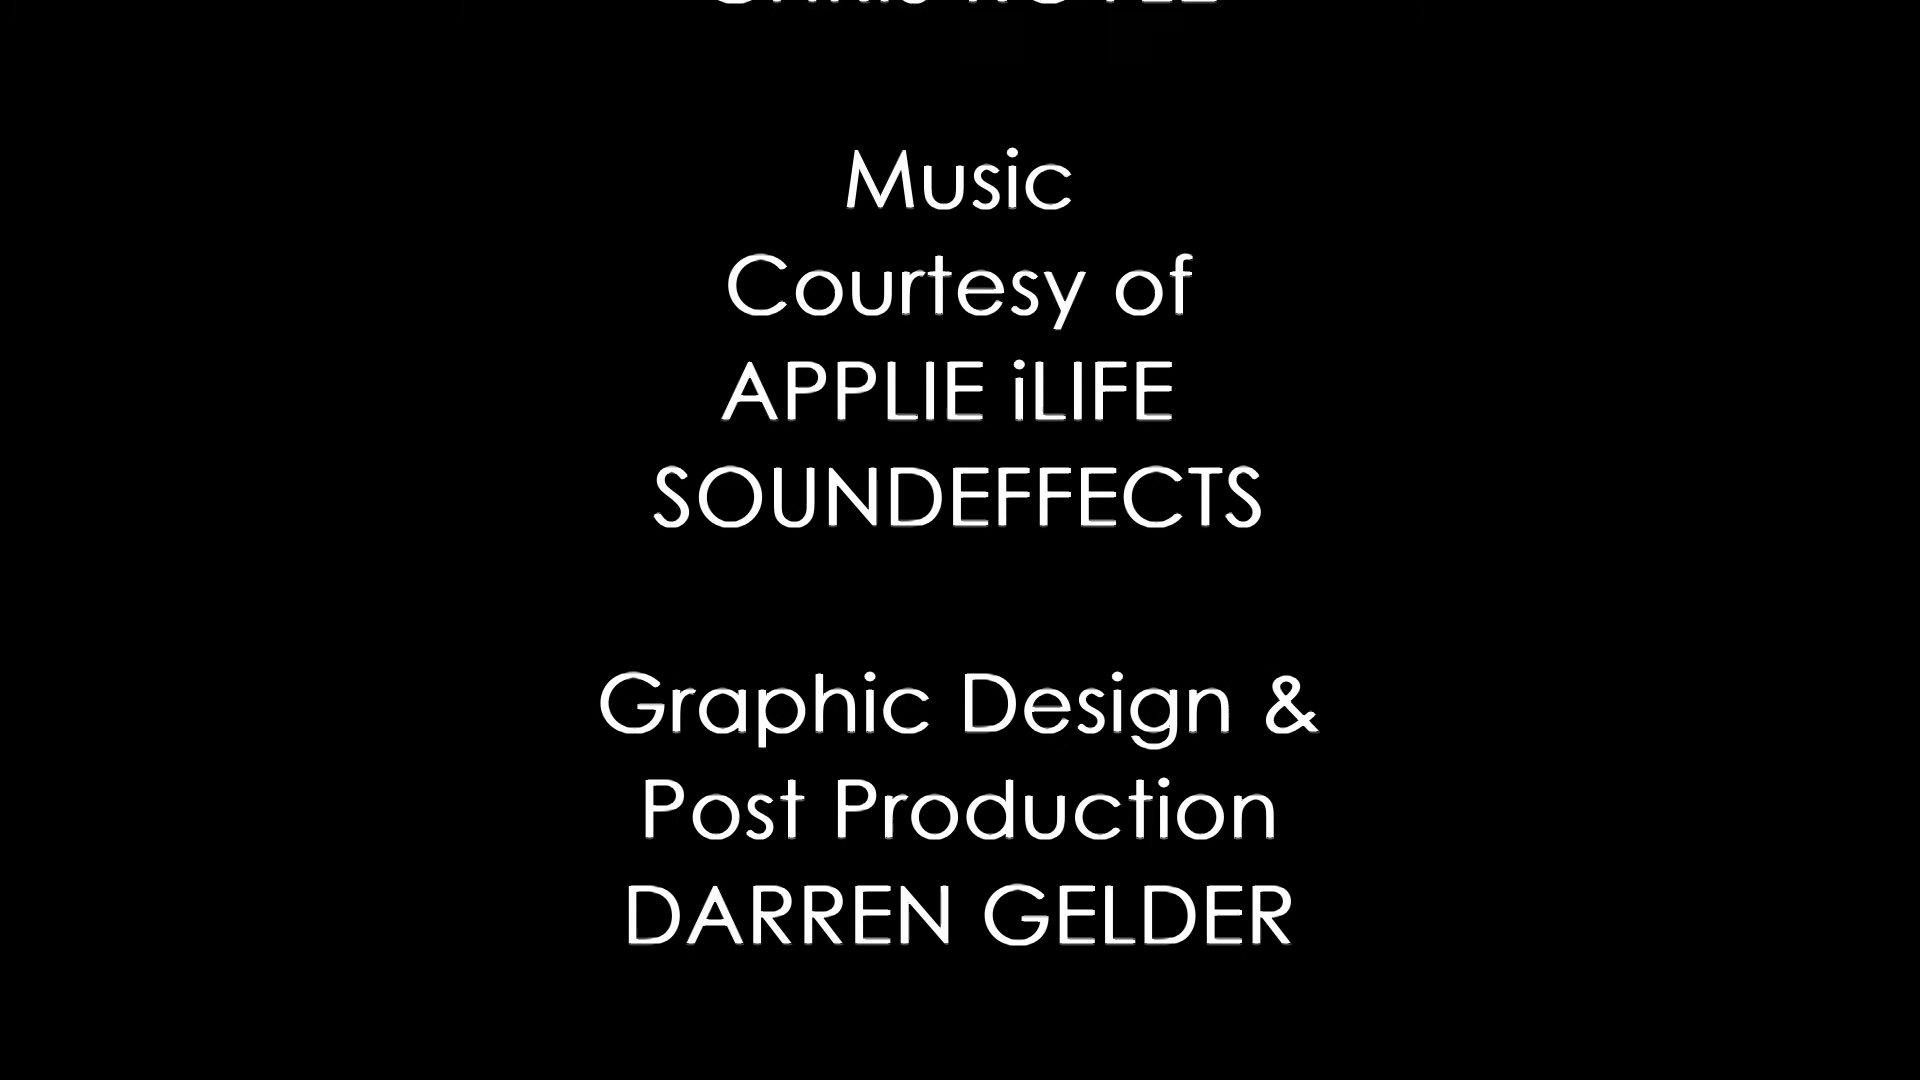 Music
Courtesy of
APPLIE iLIFE
SOUNDEFFECTS
Graphic Design &
Post Production
DARREN GELDER